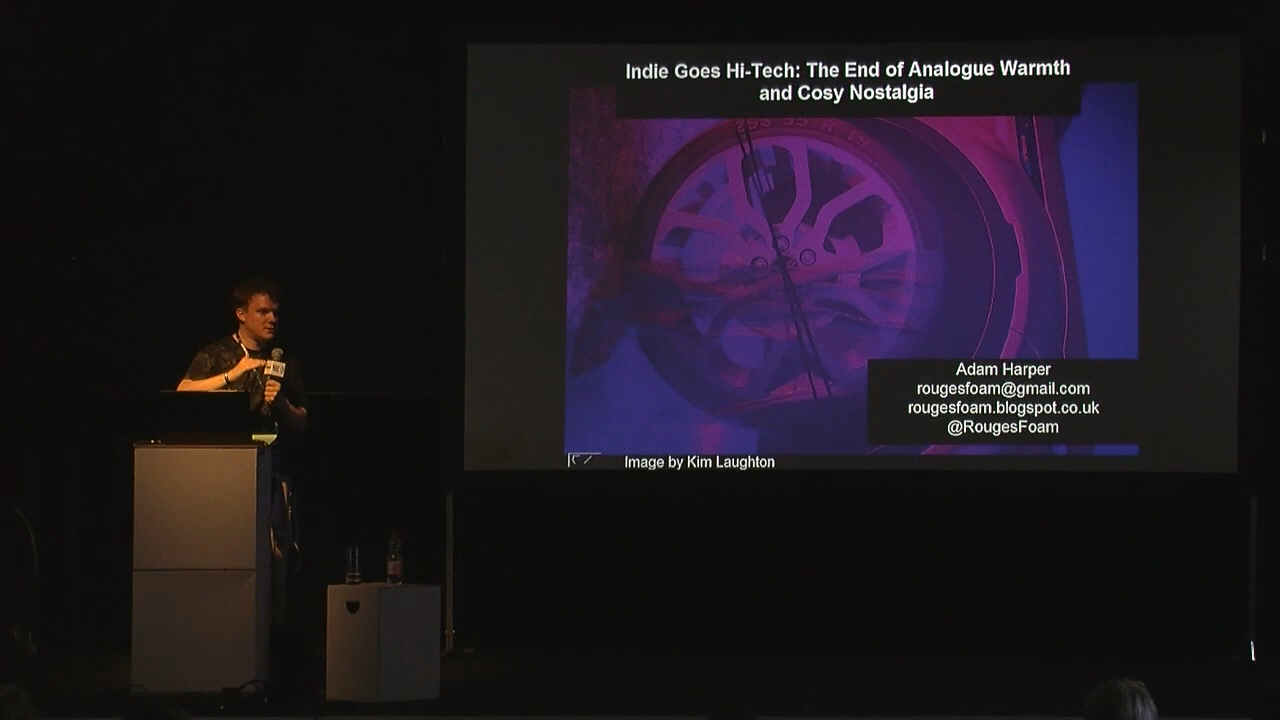 Indie Goes Hi-Tech: The End of Analogue Warmth
and Cosy Nostalgia
Adam Harper
rougesfoam@gmail.com
rougesfoam.blogspot.co.uk
@RougesFoam
Image by Kim Laughton